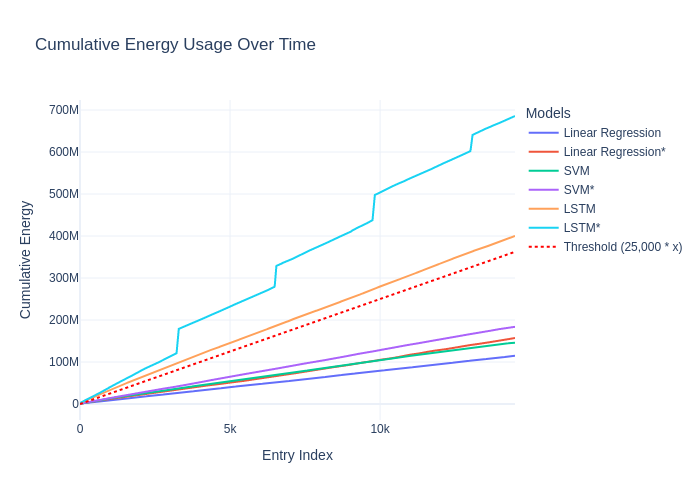 Cumulative Energy Usage Over Time
700M
600M
500M
400M
300M
200M
100M
0
0
5k
10k
Entry Index
Cumulative Energy
Models
Linear Regression
Linear Regression*
SVM
SVM*
LSTM
LSTM*
Threshold (25,000 * x)